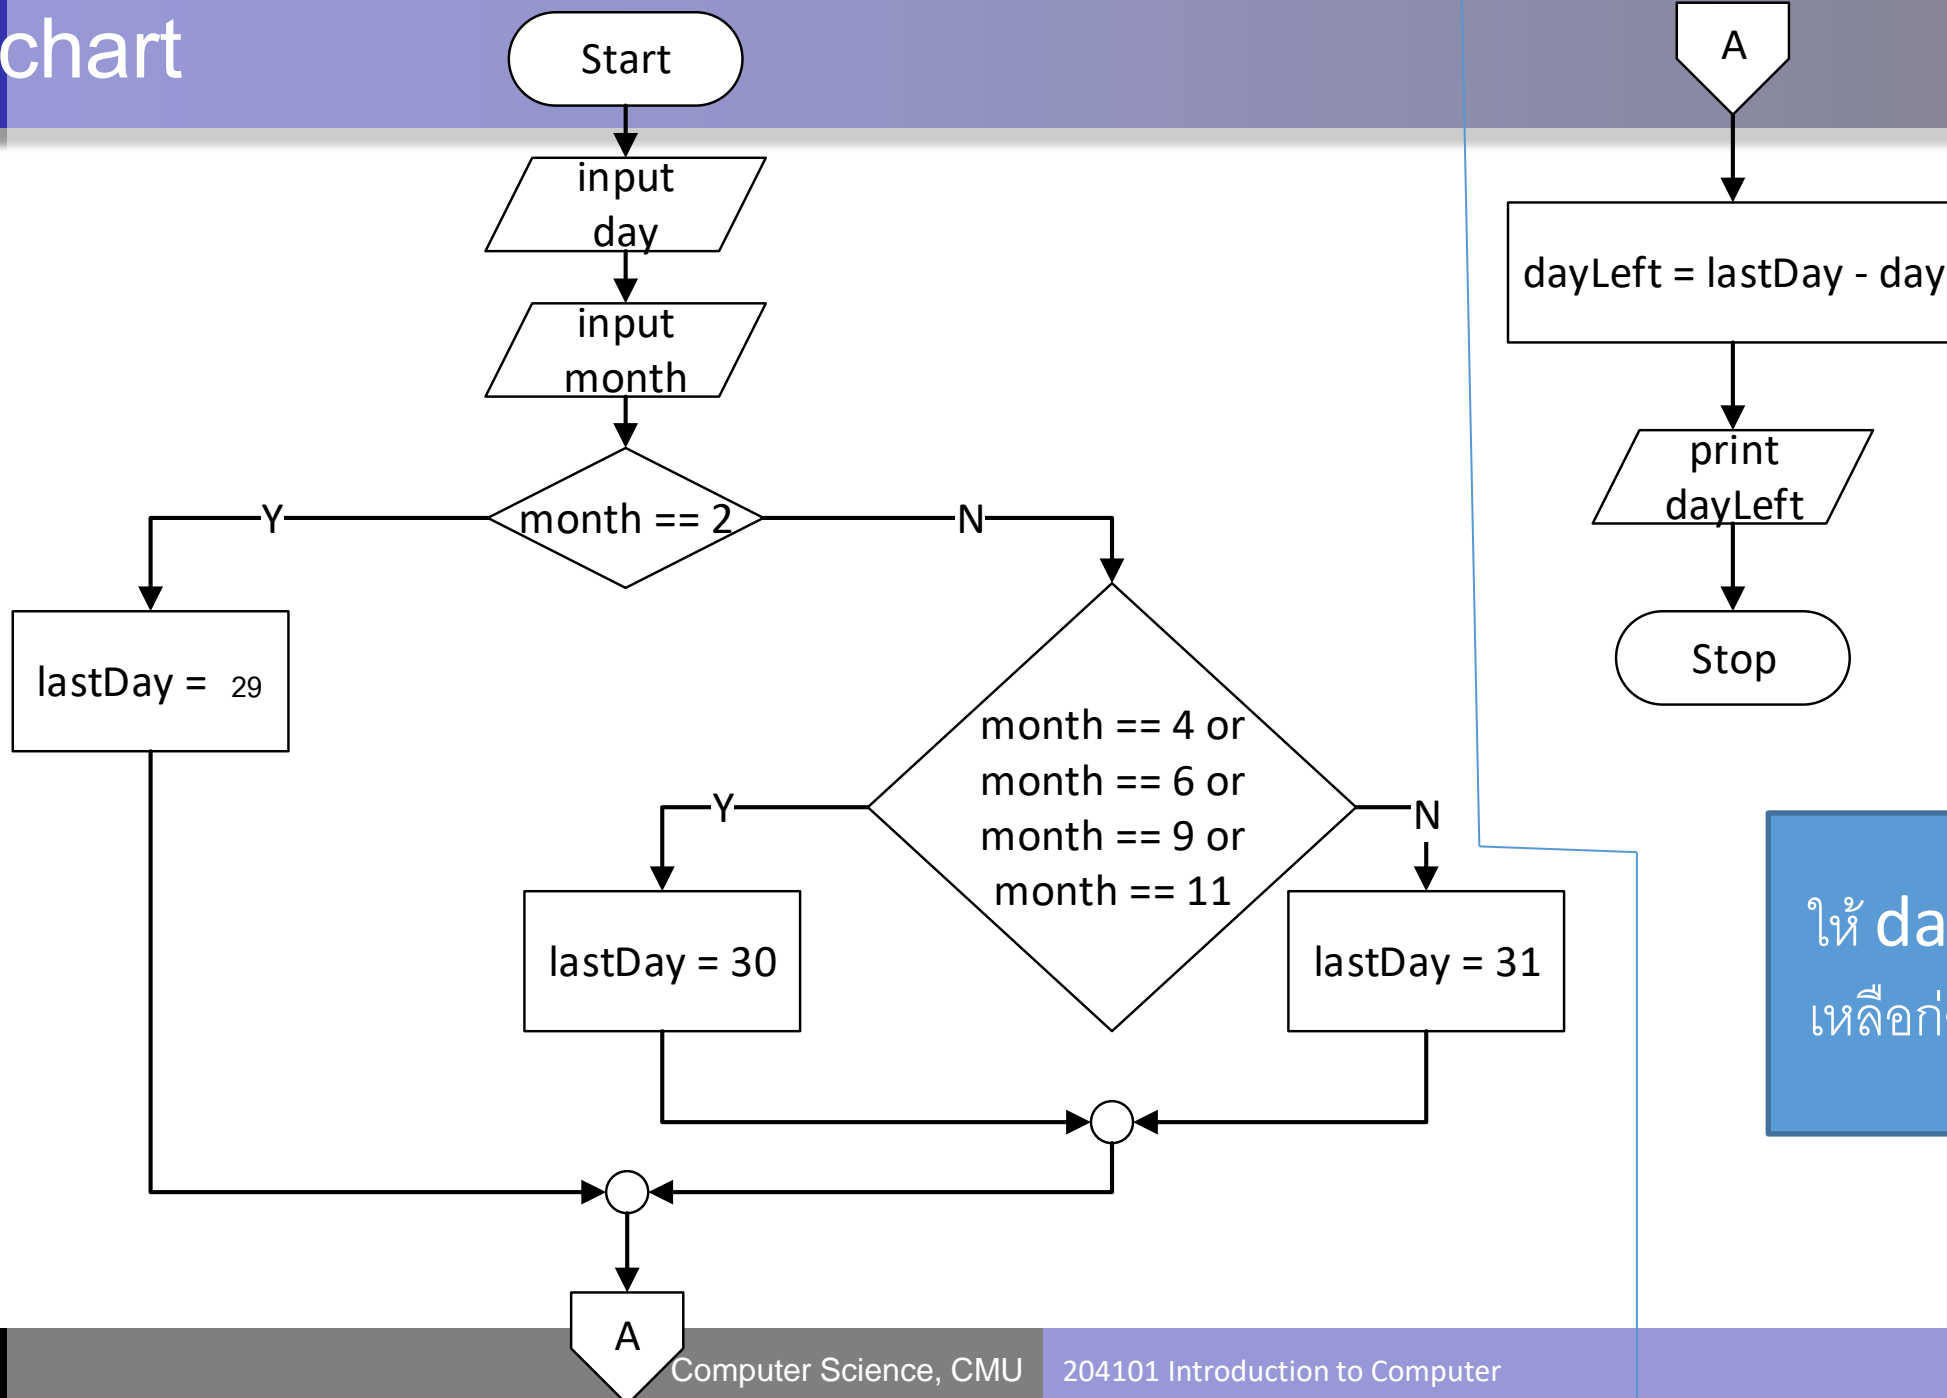 chart
Start
input
day
input
month
month == 2
Y
N
lastDay = 29
month == 4 or
month == 6 or
month == 9 or
month == 11
Y
N
lastDay = 30
lastDay = 31
A
A
dayLeft = lastDay - day
print
dayLeft
Stop
ให้ da
เหลือก่
Computer Science, CMU
204101 Introduction to Computer